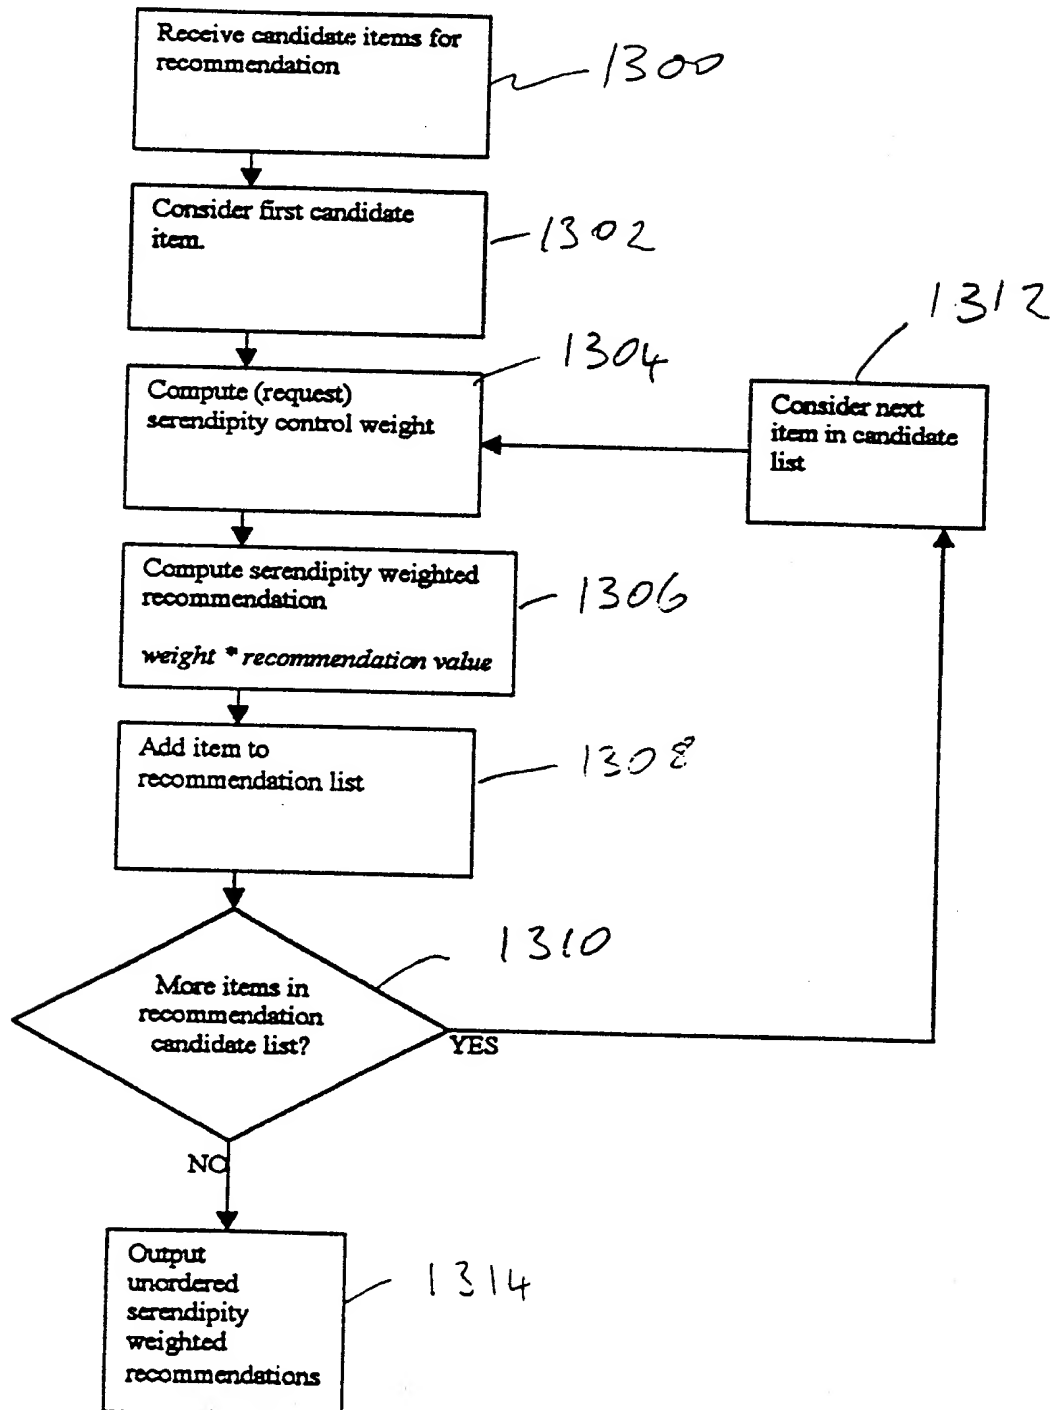 Receive candidate items for
recommendation
1300
Consider first candidate
item.
1302
1312
1304
Compute (request)
serendipity control weight
Consider next
item in candidate
list
Compute serendipity weighted
recommendation
weight * recommendation value
1306
Add item to
recommendation list
1308
1310
More items in
recommendation
candidate list?
YES
NO
Output
unordered
serendipity
weighted
recommendations
1314